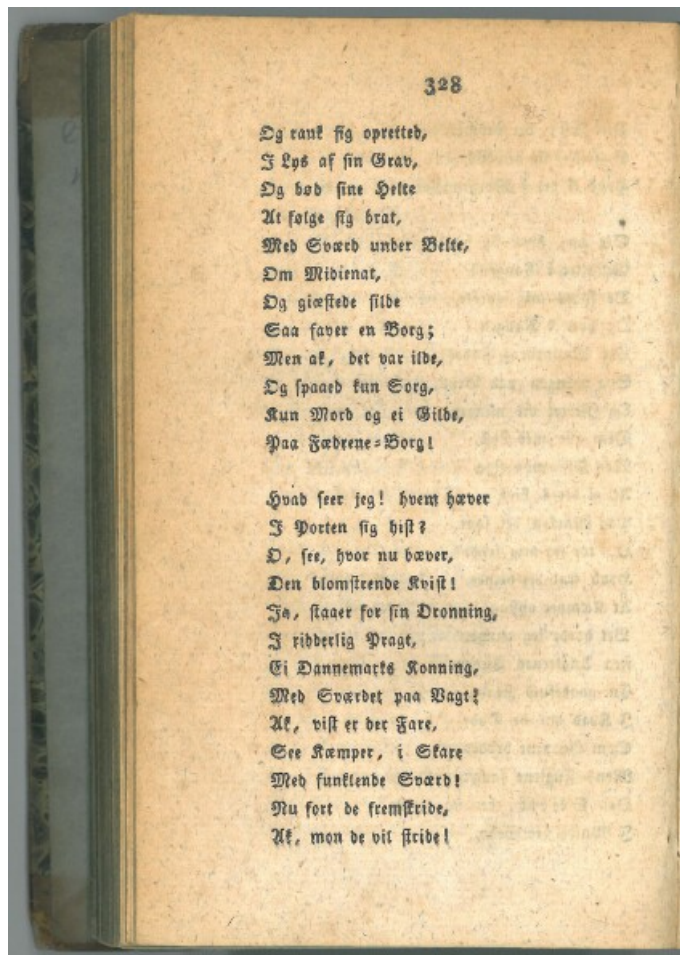 328
Og rank sig opretted,
I Lys af sin Grav,
Og bød sine Helte
At følge sig brat,
Med Sværd under Belte,
Om Midienat,
Og giæstede silde
Saa faver en Borg;
Men ak, det var ilde,
Og spaaed kun Sorg,
Kun Mord og ei Gilde,
Paa Fædrene-Borg!
Hvad seer jeg! hvem hæver
I Porten sig hist?
O, see, hvor nu bæver,
Den blomstrende Kvist!
Ja, staaer for sin Dronning,
I ridderlig Pragt,
Ei Dannemarks Konning,
Med Sværdet paa Vagt?
Ak, vist er der Fare,
See Kæmper, i Skare
Med funklende Sværd!
Nu fort de fremskride,
Ak, mon de vil stride!